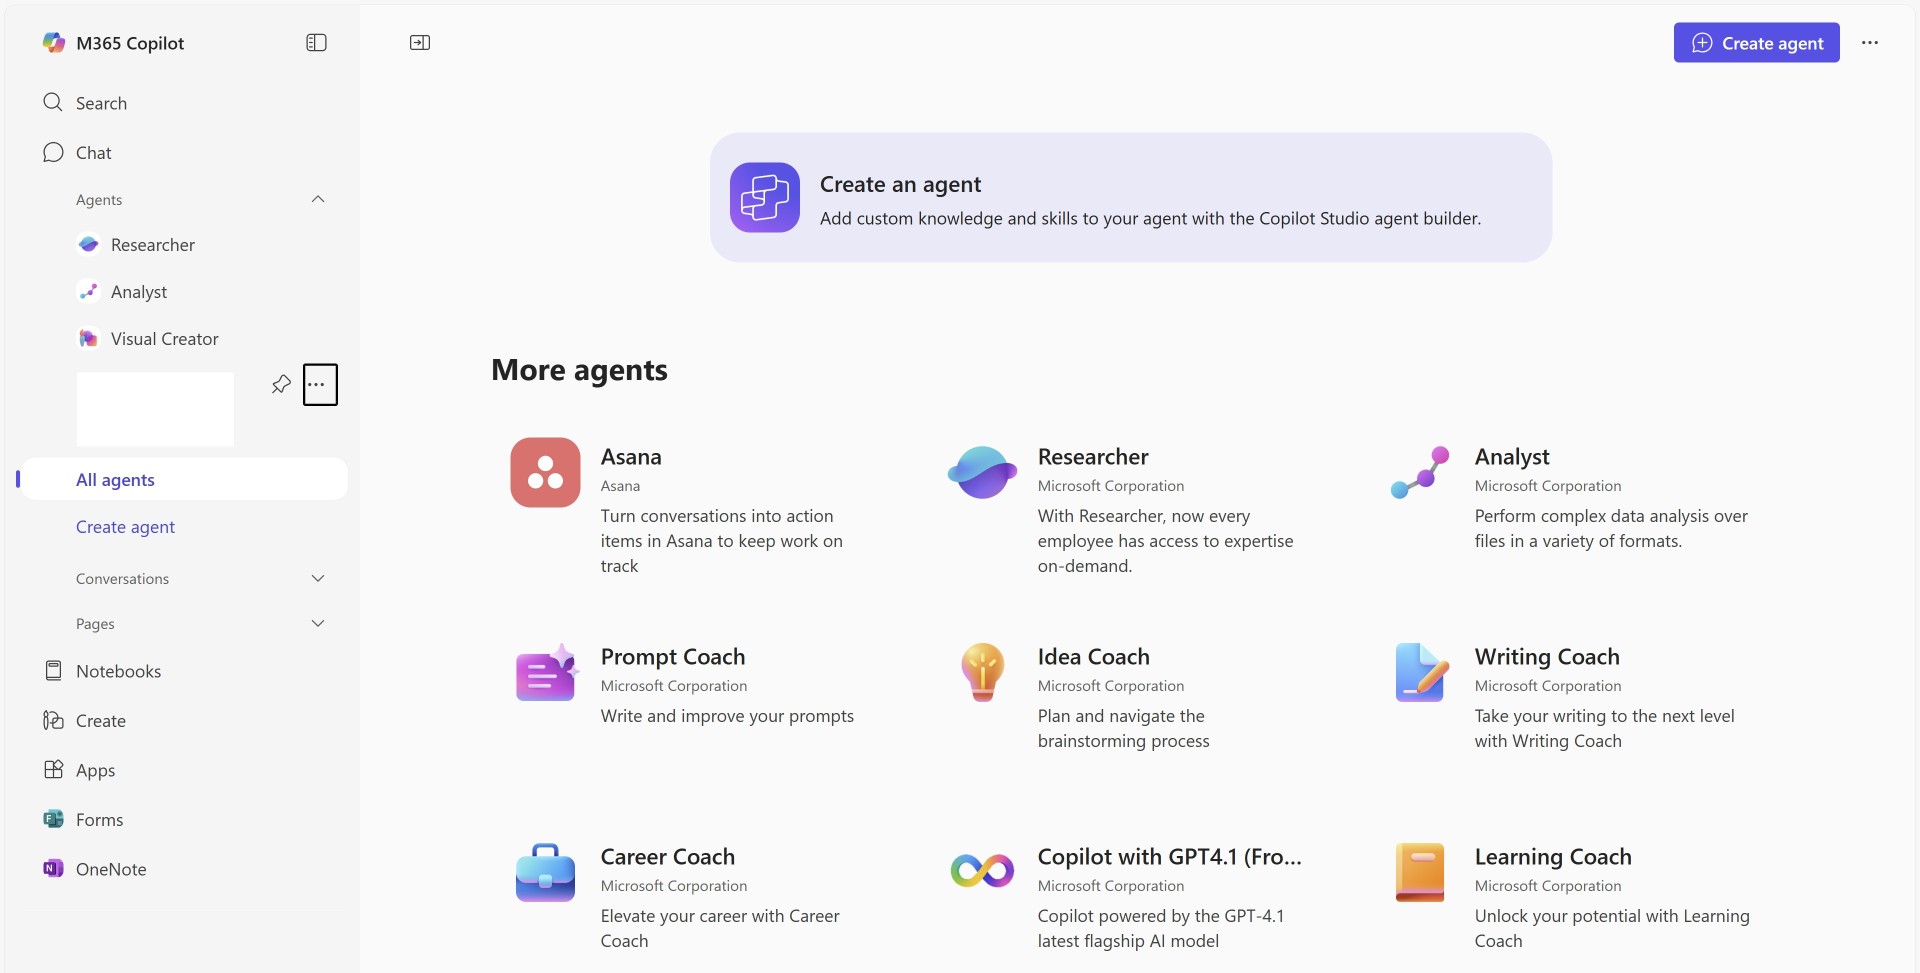 M365 Copilot
Search
Chat
Agents
Researcher
Analyst
Visual Creator
All agents
Create agent
Conversations
Pages
Notebooks
Create
Apps
Forms
OneNote
Create agent
Create an agent
Add custom knowledge and skills to your agent with the Copilot Studio agent builder.
More agents
Asana
Asana
Turn conversations into action
items in Asana to keep work on
track
Researcher
Microsoft Corporation
With Researcher, now every
employee has access to expertise
on-demand.
Analyst
Microsoft Corporation
Perform complex data analysis over
files in a variety of formats.
Prompt Coach
Microsoft Corporation
Write and improve your prompts
Idea Coach
Microsoft Corporation
Plan and navigate the
brainstorming process
Writing Coach
Microsoft Corporation
Take your writing to the next level
with Writing Coach
Career Coach
Microsoft Corporation
Elevate your career with Career
Coach
Copilot with GPT4.1 (Fro...
Microsoft Corporation
Copilot powered by the GPT-4.1
latest flagship AI model
Learning Coach
Microsoft Corporation
Unlock your potential with Learning
Coach